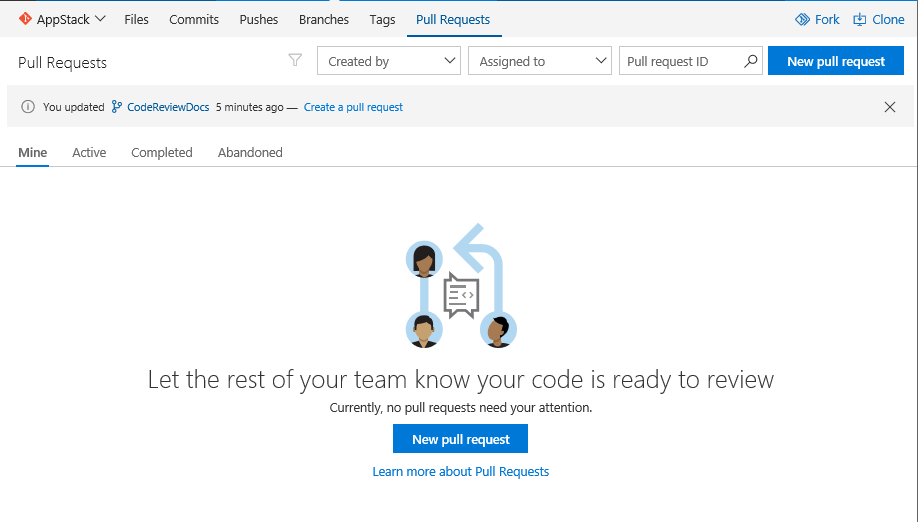 AppStack Files Commits Pushes Branches Tags Pull Requests Fork Clone
Pull Requests Created by Assigned to Pull request ID New pull request
You updated CodeReviewDocs 5 minutes ago — Create a pull request
Mine Active Completed Abandoned
Let the rest of your team know your code is ready to review
Currently, no pull requests need your attention.
New pull request
Learn more about Pull Requests